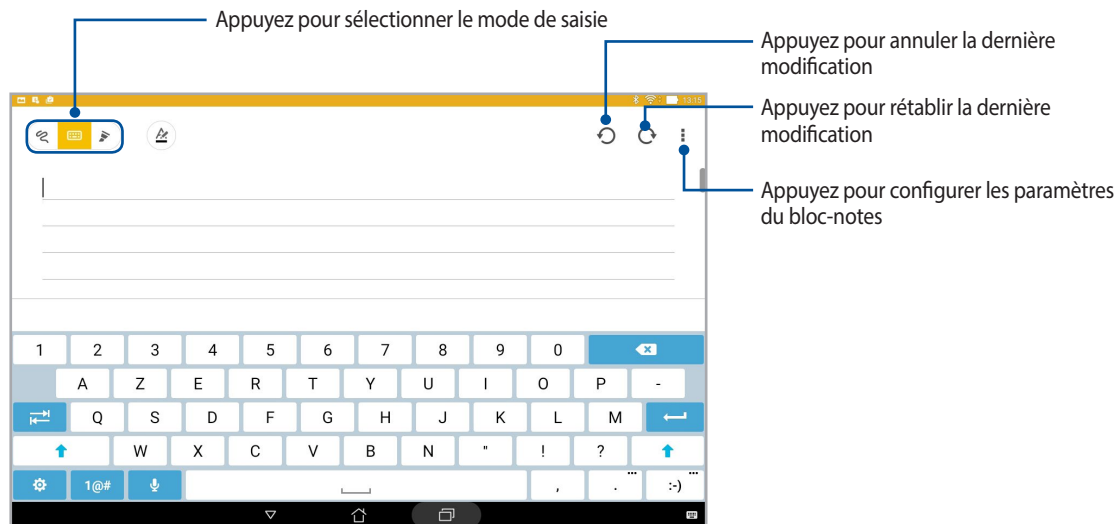 Appuyez pour sélectionner le mode de saisie
Appuyez pour annuler la dernière
modification
Appuyez pour rétablir la dernière
modification
Appuyez pour configurer les paramètres
du bloc-notes
13:15
1 2 3 4 5 6 7 8 9 0
A Z E R T Y U I O P -
Q S D F G H J K L M
W X C V B N " ! ?
1@# , . :-)